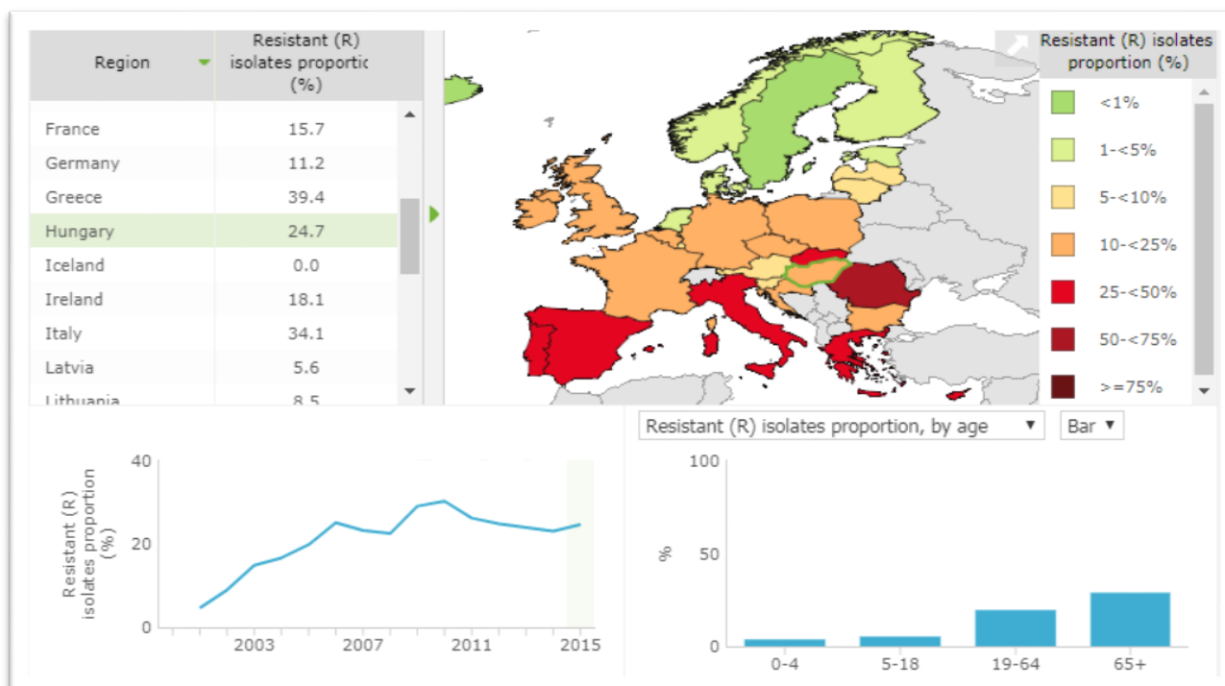 Region
Resistant (R)
isolates proportic
(%)
France 15.7
Germany 11.2
Greece 39.4
Hungary 24.7
Iceland 0.0
Ireland 18.1
Italy 34.1
Latvia 5.6
Lithuania 8.5
Resistant (R) isolates
proportion (%)
<1%
1-<5%
5-<10%
10-<25%
25-<50%
50-<75%
>=75%
Resistant (R)
isolates proportion
(%)
40
20
0
2003 2007 2011 2015
Resistant (R) isolates proportion, by age
Bar
%
100
50
0
0-4 5-18 19-64 65+